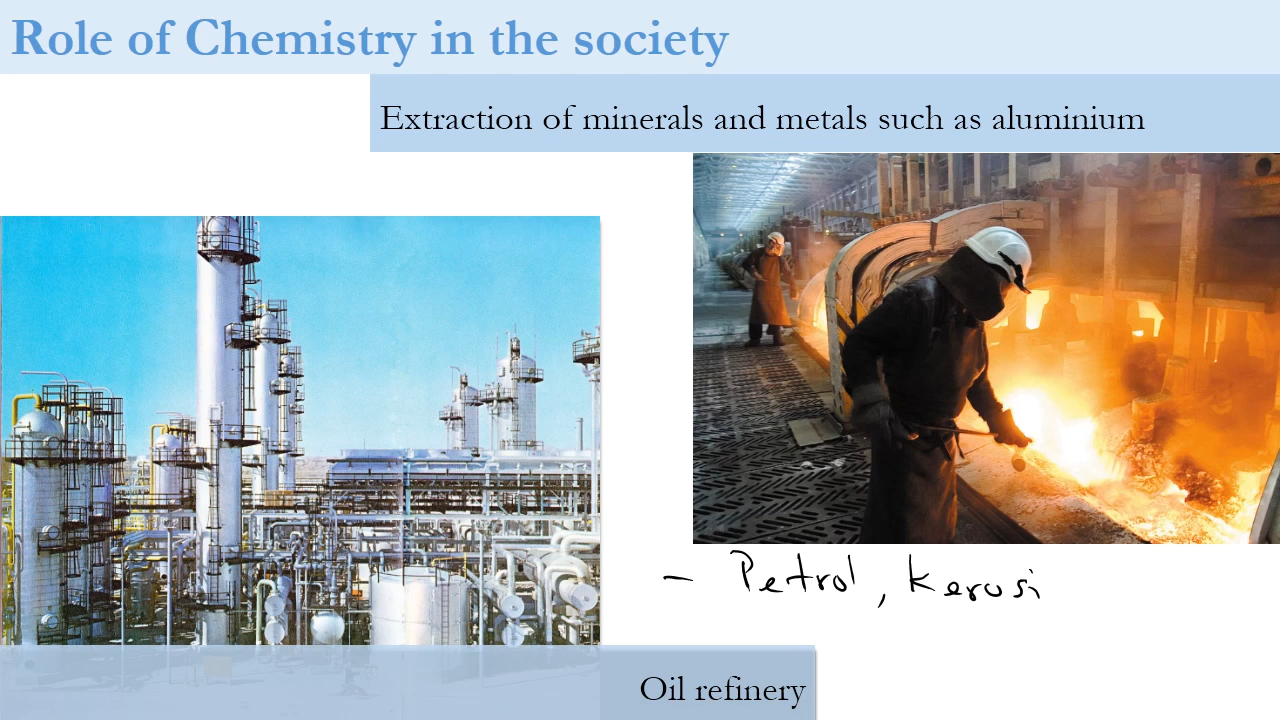 Role of Chemistry in the society
Extraction of minerals and metals such as aluminium
- Petrol, Kerosi
Oil refinery